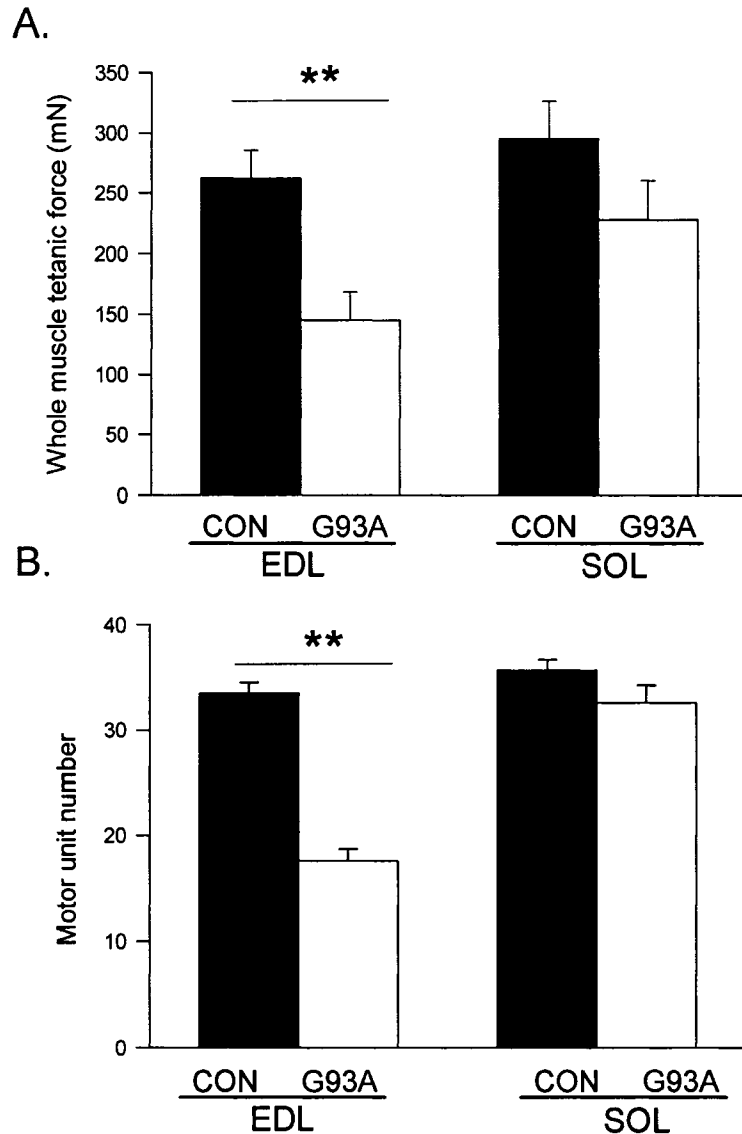 A.
**
Whole muscle tetanic force (mN)
350
300
250
200
150
100
50
0
CON G93A CON G93A
EDL SOL
B.
**
Motor unit number
40
30
20
10
0
CON G93A CON G93A
EDL SOL